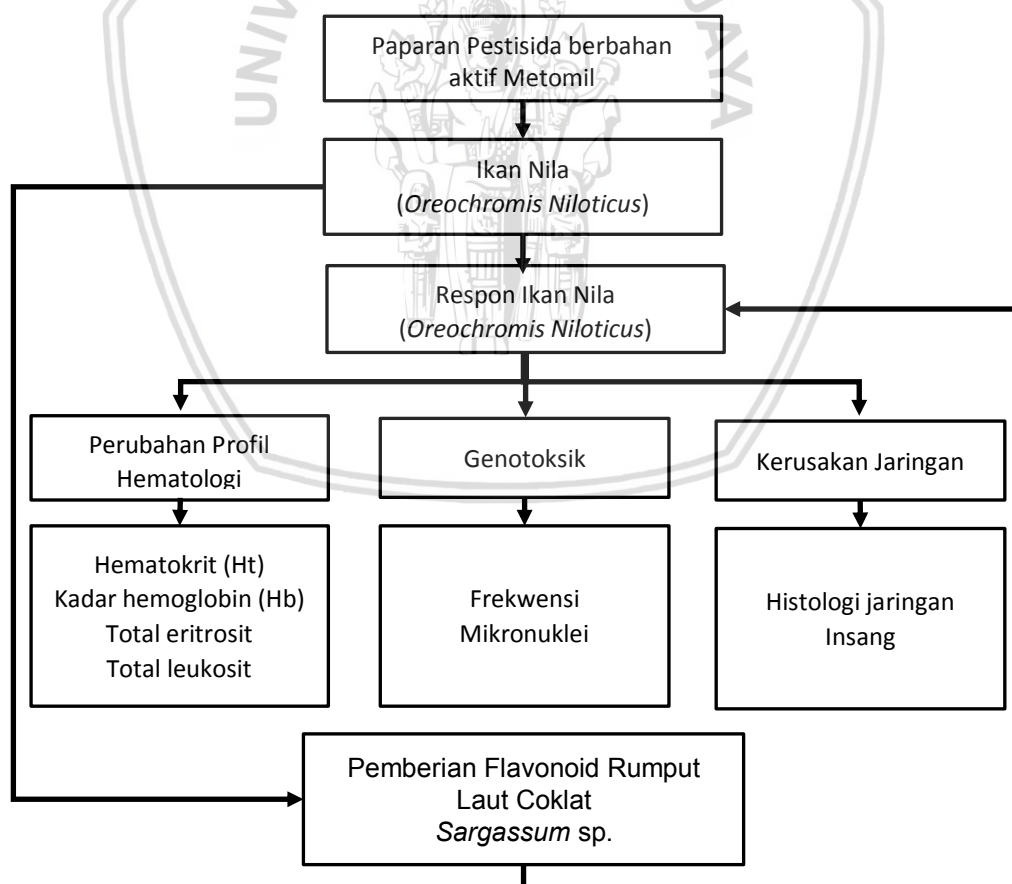 UNIV
JAYA
Paparan Pestisida berbahan
aktif Metomil
Ikan Nila
(Oreochromis Niloticus)
Respon Ikan Nila
(Oreochromis Niloticus)
Perubahan Profil
Hematologi
Genotoksik
Kerusakan Jaringan
Hematokrit (Ht)
Kadar hemoglobin (Hb)
Total eritrosit
Total leukosit
Frekwensi
Mikronuklei
Histologi jaringan
Insang
Pemberian Flavonoid Rumput
Laut Coklat
Sargassum sp.